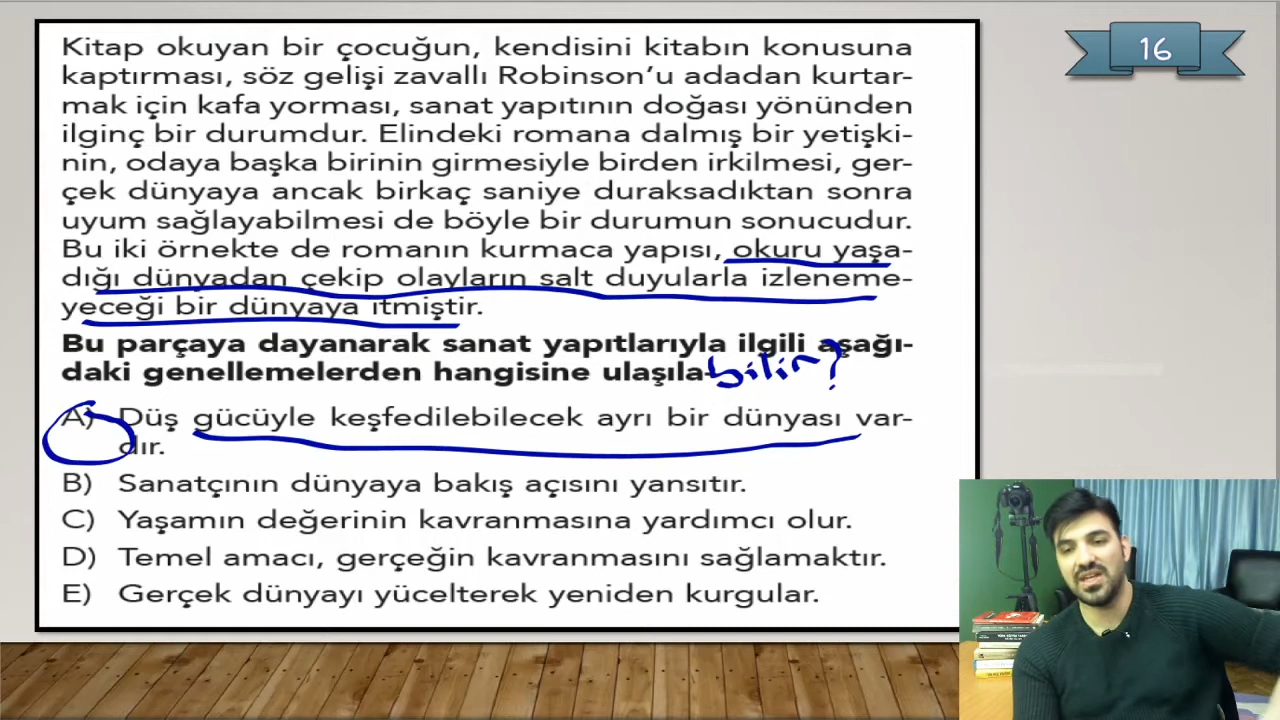 Kitap okuyan bir çocuğun, kendisini kitabın konusuna
kaptırması, söz gelişi zavallı Robinson'u adadan kurtar-
mak için kafa yorması, sanat yapıtının doğası yönünden
ilginç bir durumdur. Elindeki romana dalmış bir yetişki-
nin, odaya başka birinin girmesiyle birden irkilmesi, ger-
çek dünyaya ancak birkaç saniye duraksadıktan sonra
uyum sağlayabilmesi de böyle bir durumun sonucudur.
Bu iki örnekte de romanın kurmaca yapısı, okuru yaşa-
dığı dünyadan çekip olayların salt duyularla izleneme-
yeceği bir dünyaya itmiştir.
Bu parçaya dayanarak sanat yapıtlarıyla ilgili aşağı-
daki genellemelerden hangisine ulaşıla-bilir?
A) Düş gücüyle keşfedilebilecek ayrı bir dünyası var-
dır.
B) Sanatçının dünyaya bakış açısını yansıtır.
C) Yaşamın değerinin kavranmasına yardımcı olur.
D) Temel amacı, gerçeğin kavranmasını sağlamaktır.
E) Gerçek dünyayı yücelterek yeniden kurgular.
16